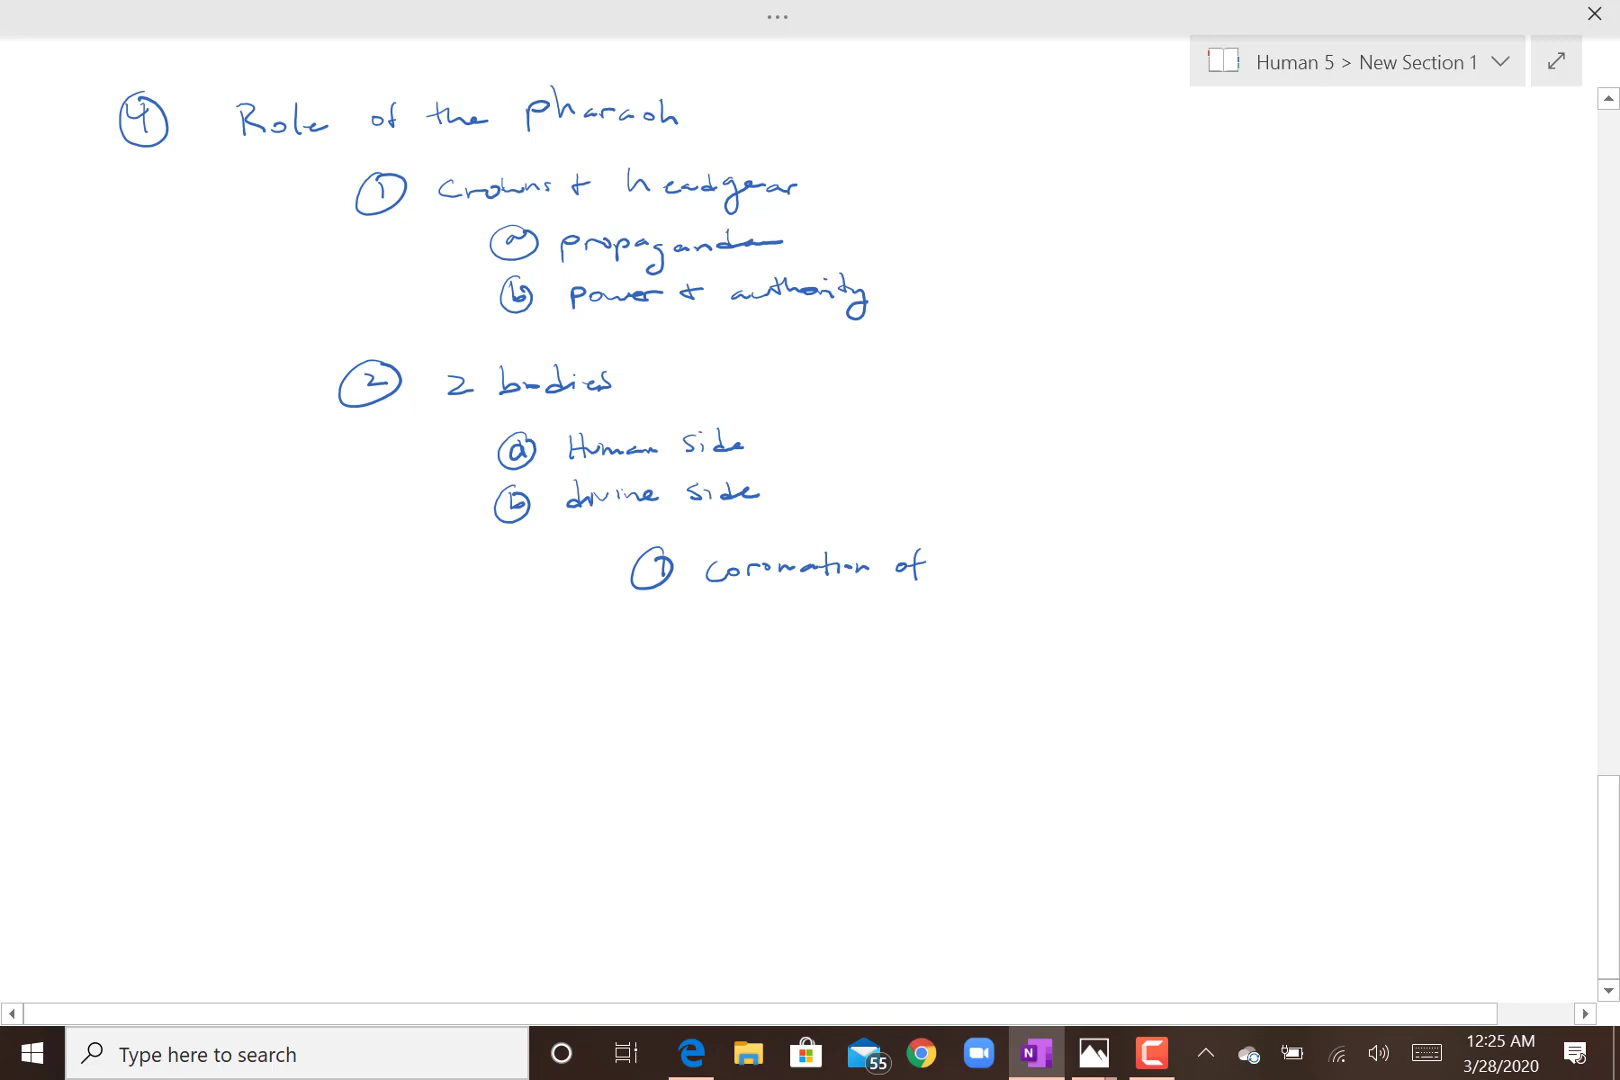 Human 5 > New Section 1
4 Role of the pharaoh
1 crowns + headgear
a propaganda
b power + authority
2 2 bodies
a Human side
b divine side
1 coronation of
Type here to search
55
12:25 AM
3/28/2020